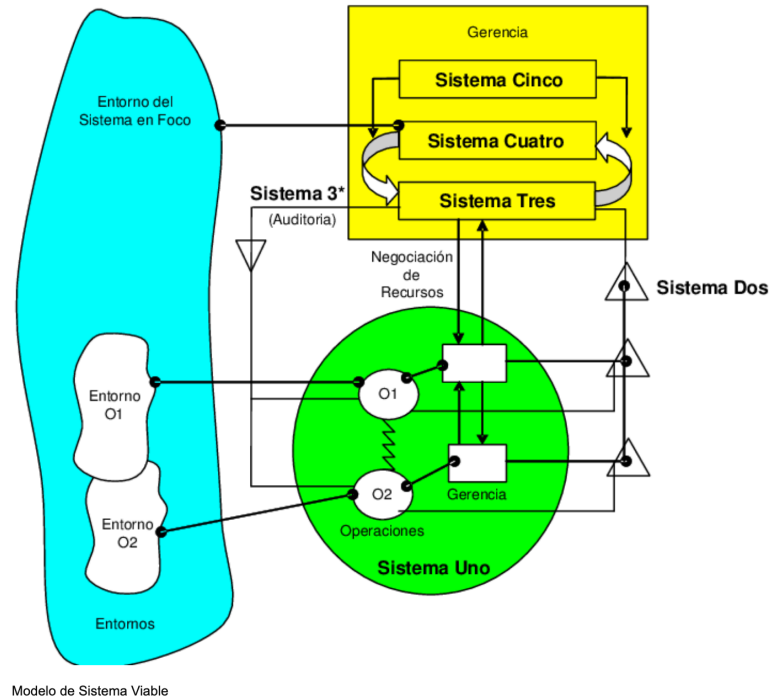 Gerencia
Sistema Cinco
Entorno del
Sistema en Foco
Sistema Cuatro
Sistema 3*
(Auditoria)
Sistema Tres
Negociación
de
Recursos
Sistema Dos
Entorno
O1
O1
Entorno
O2
O2
Gerencia
Operaciones
Sistema Uno
Entornos
Modelo de Sistema Viable